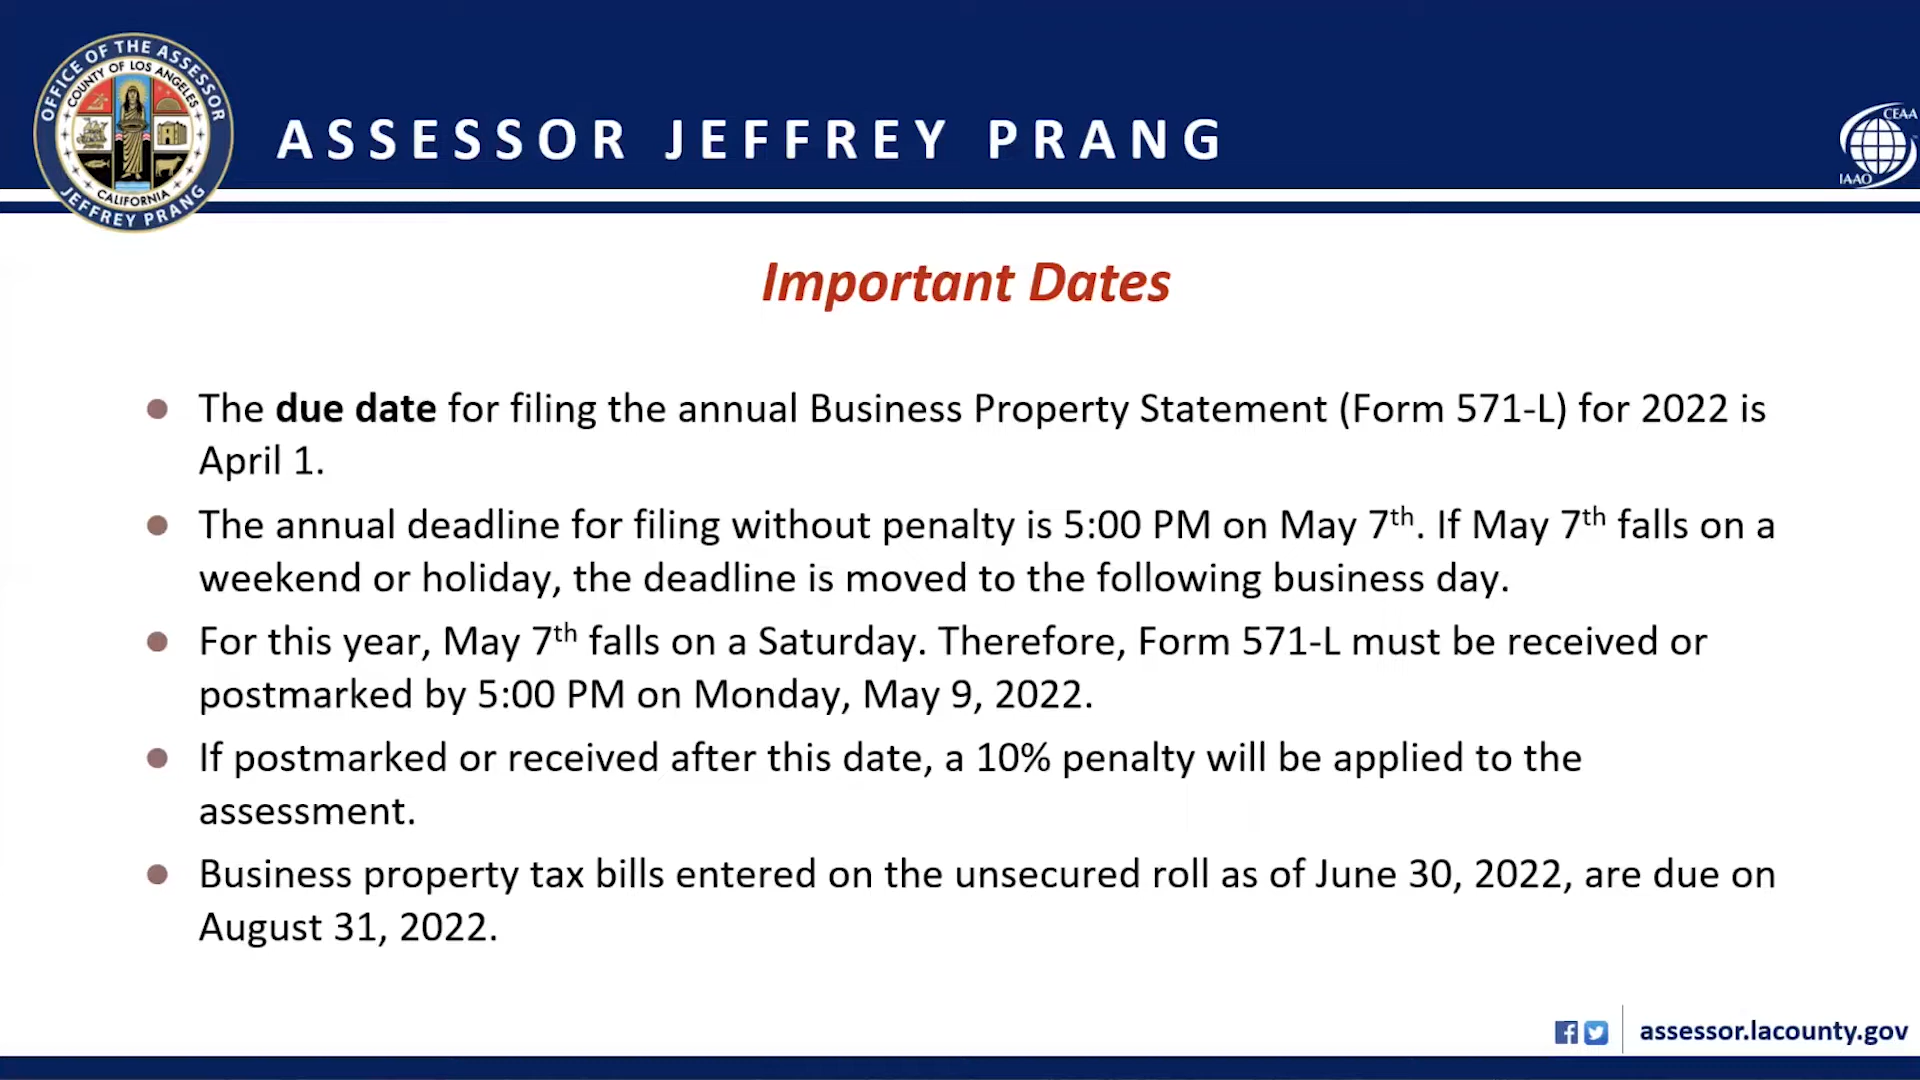 OFFICE OF THE ASSESSOR
COUNTY OF LOS ANGELES
CALIFORNIA
JEFFREY PRANG
ASSESSOR JEFFREY PRANG
CEAA
IAAO
Important Dates
The due date for filing the annual Business Property Statement (Form 571-L) for 2022 is
April 1.
The annual deadline for filing without penalty is 5:00 PM on May 7th. If May 7th falls on a
weekend or holiday, the deadline is moved to the following business day.
For this year, May 7th falls on a Saturday. Therefore, Form 571-L must be received or
postmarked by 5:00 PM on Monday, May 9, 2022.
If postmarked or received after this date, a 10% penalty will be applied to the
assessment.
Business property tax bills entered on the unsecured roll as of June 30, 2022, are due on
August 31, 2022.
assessor.lacounty.gov